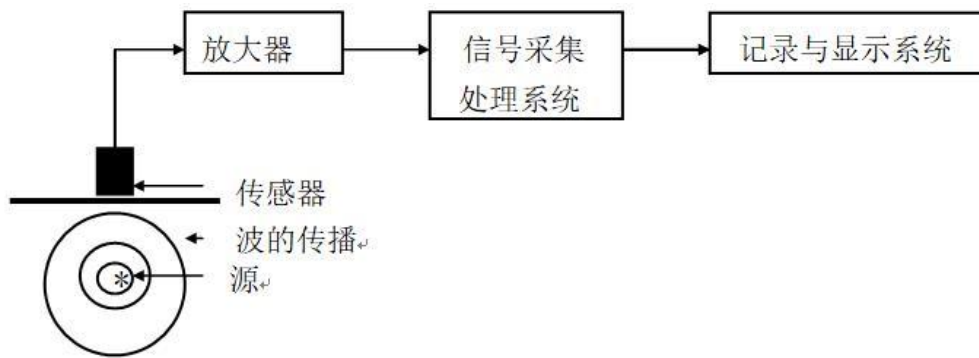 放大器
信号采集
处理系统
记录与显示系统
传感器
波的传播
源